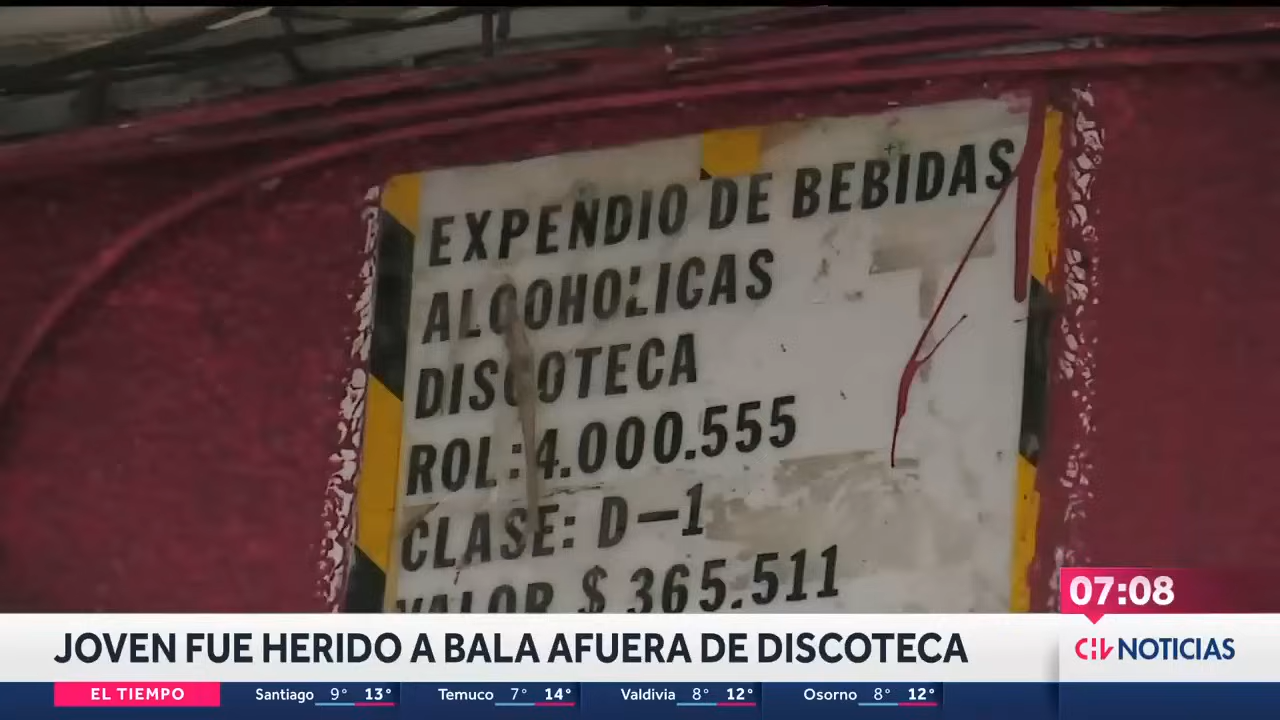 EXPENDIO DE BEBIDAS
ALCOHOLICAS
DISCOTECA
ROL: 4.000.555
CLASE: D-1
VALOR $ 365.511
07:08
JOVEN FUE HERIDO A BALA AFUERA DE DISCOTECA
CHV NOTICIAS
EL TIEMPO Santiago 9° 13° Temuco 7° 14° Valdivia 8° 12° Osorno 8° 12°